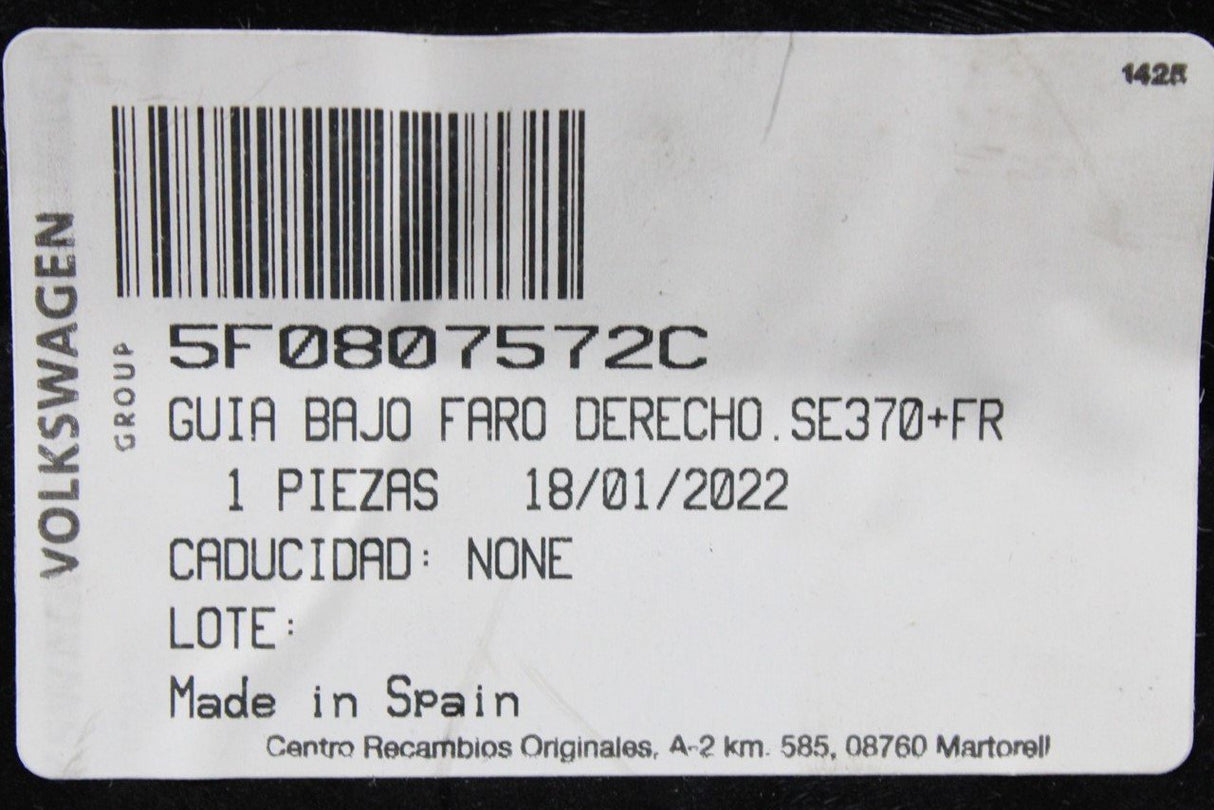 1425
VOLKSWAGEN
GROUP
5F0807572C
GUIA BAJO FARO DERECHO.SE370+FR
1 PIEZAS 18/01/2022
CADUCIDAD: NONE
LOTE:
Made in Spain
Centro Recambios Originales, A-2 km. 585, 08760 Martorell